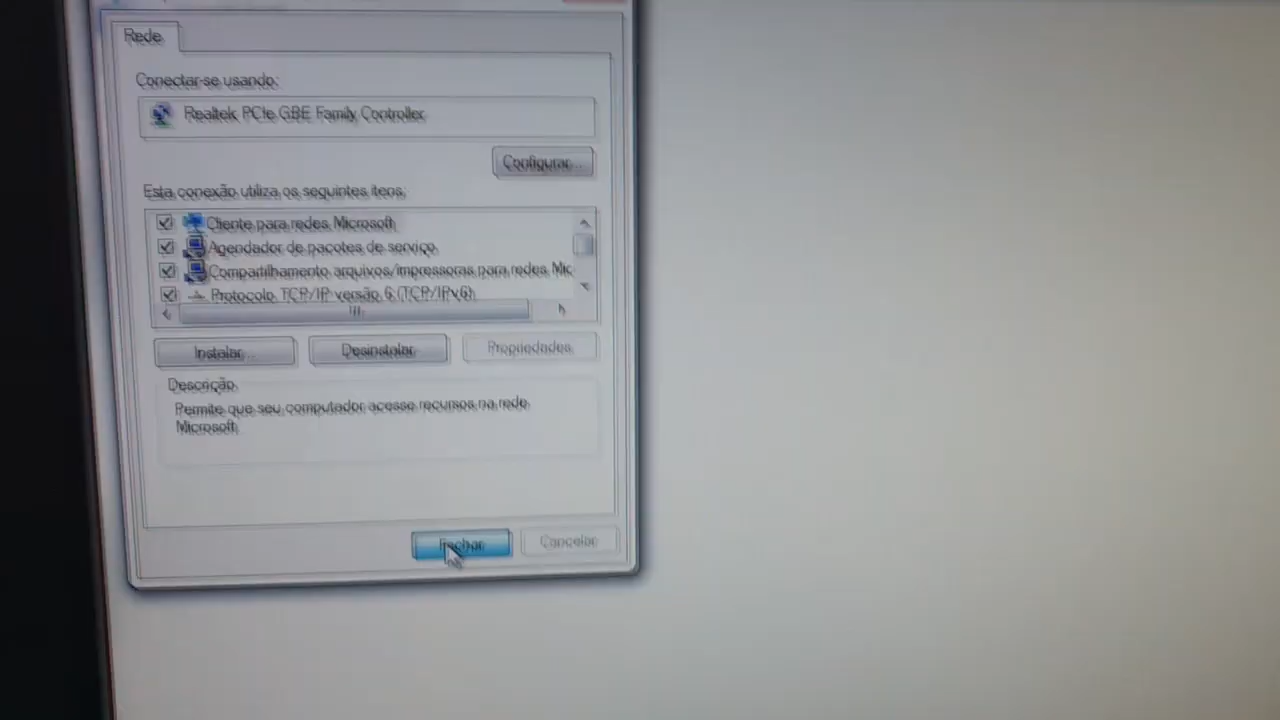 Rede
Conectar-se usando:
Realtek PCIe GBE Family Controller
Configurar...
Esta conexão utiliza os seguintes itens:
Cliente para redes Microsoft
Agendador de pacotes de serviço
Compartilhamento arquivos/impressoras para redes Mic
Protocolo TCP/IP versão 6 (TCP/IPv6)
Instalar...
Desinstalar
Propriedades
Descrição
Permite que seu computador acesse recursos na rede
Microsoft
Fechar
Cancelar